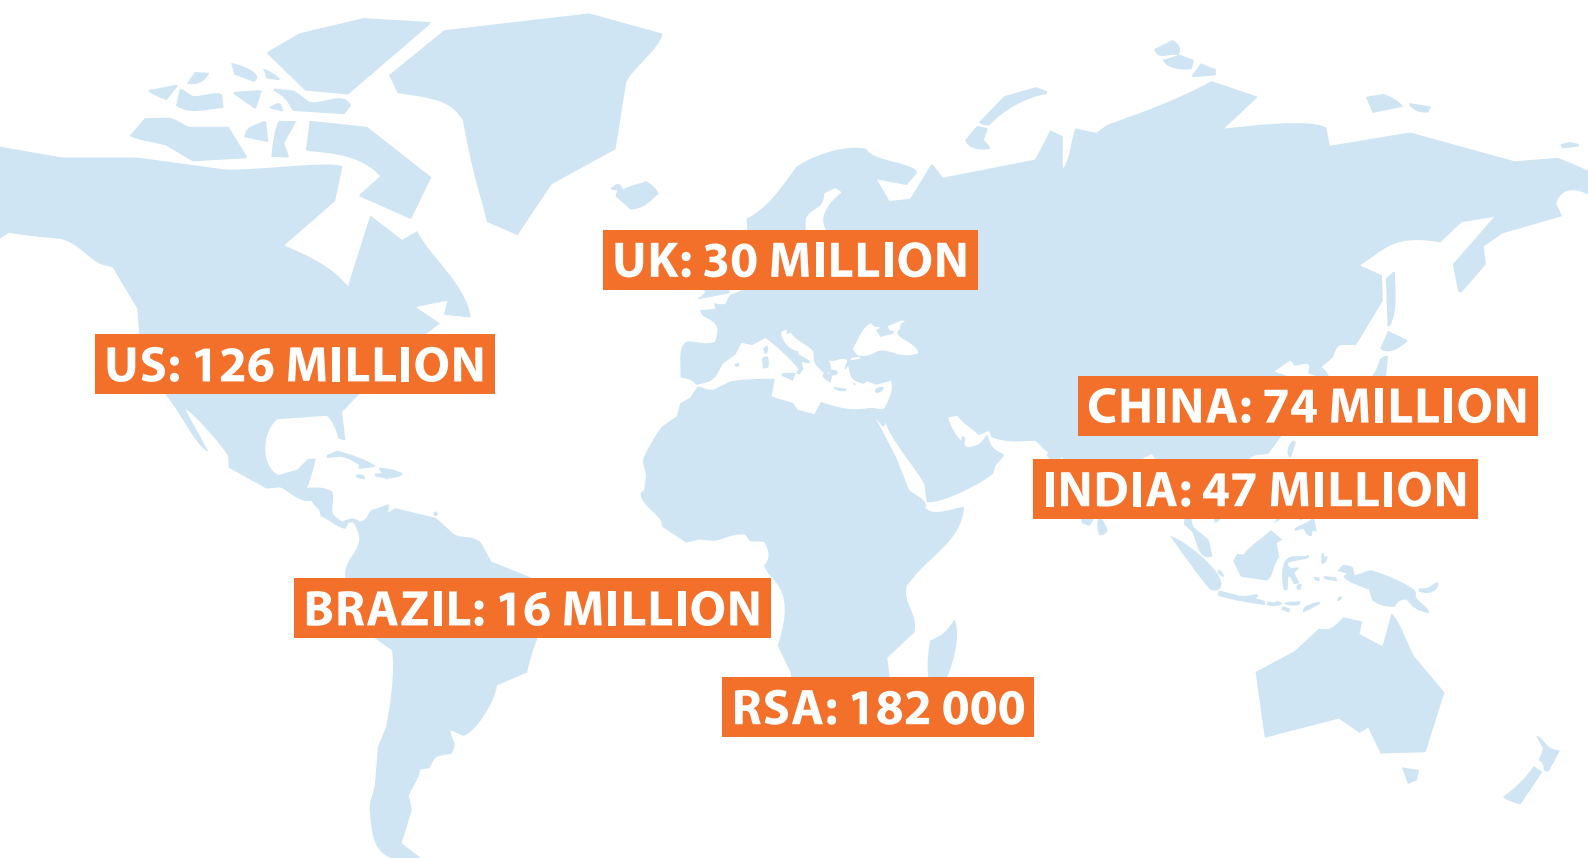 UK: 30 MILLION
US: 126 MILLION
CHINA: 74 MILLION
INDIA: 47 MILLION
BRAZIL: 16 MILLION
RSA: 182 000